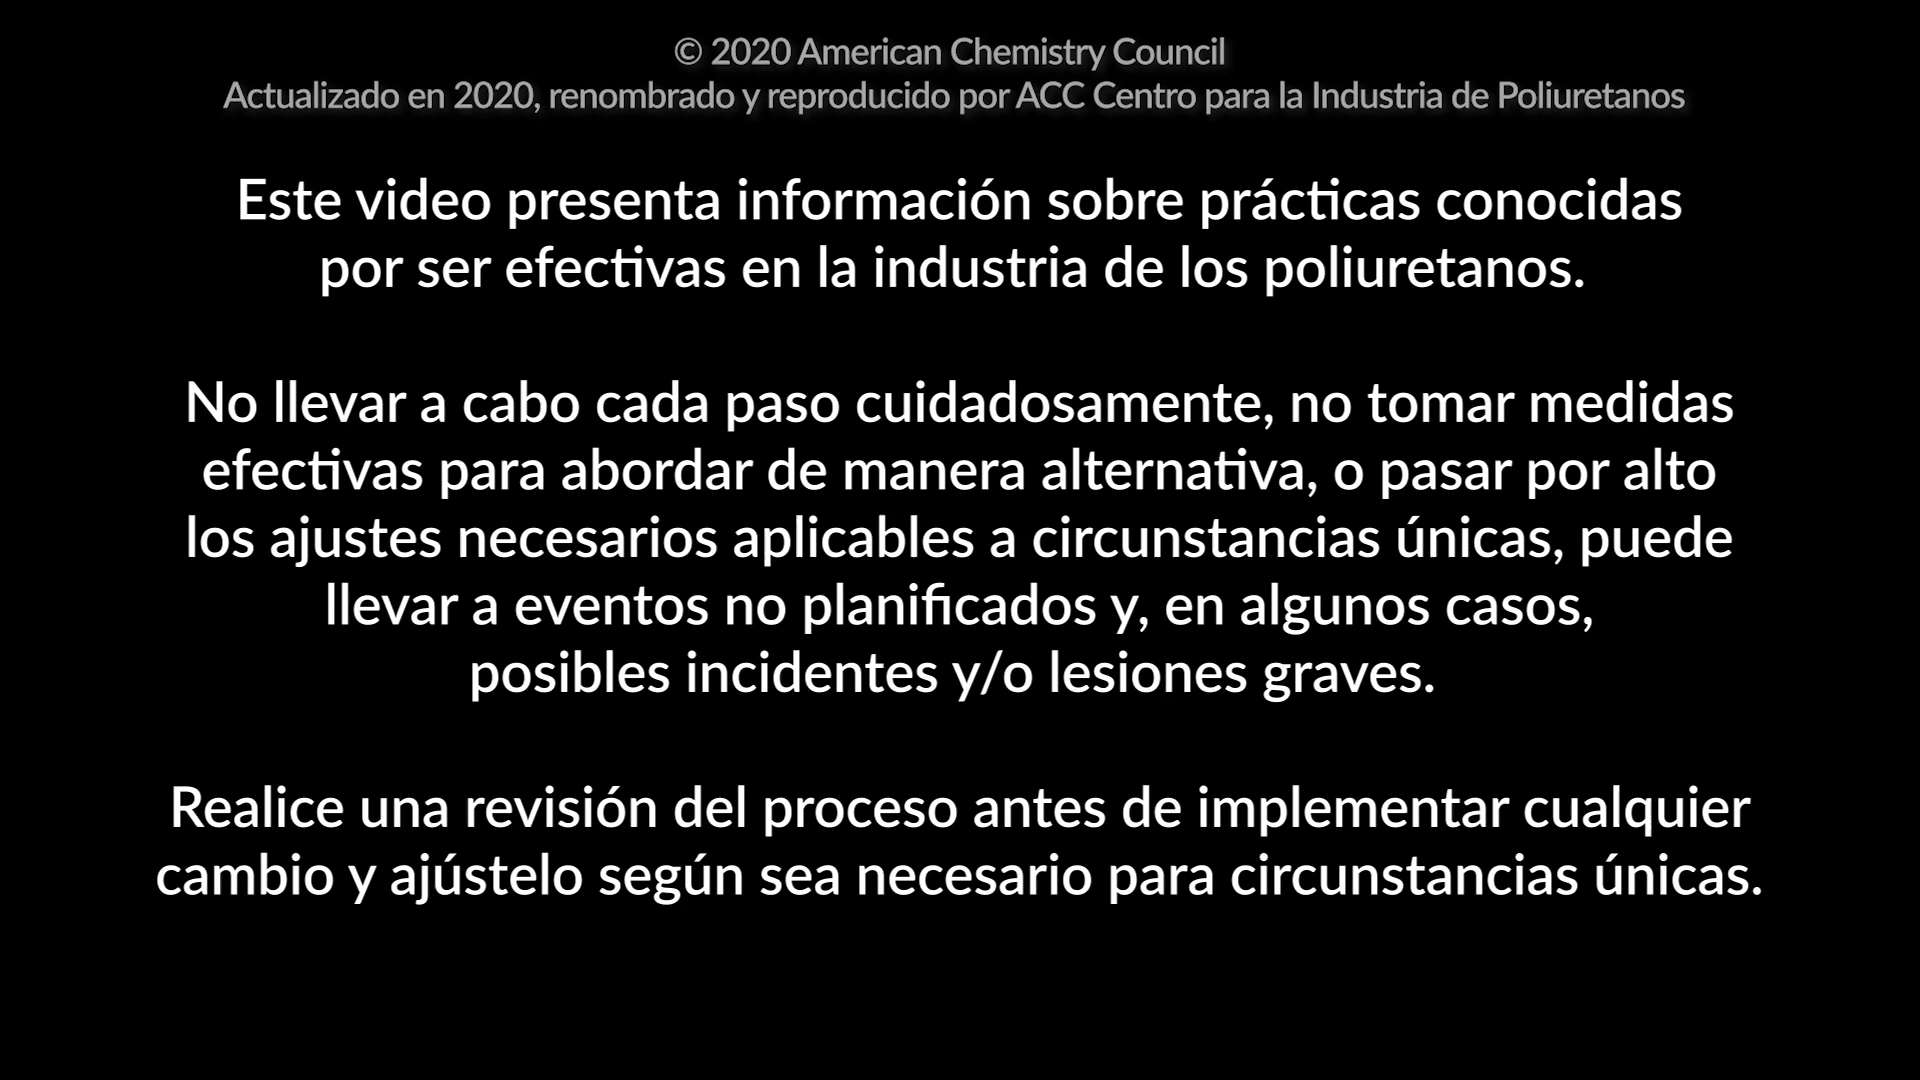 © 2020 American Chemistry Council
Actualizado en 2020, renombrado y reproducido por ACC Centro para la Industria de Poliuretanos
Este video presenta información sobre prácticas conocidas
por ser efectivas en la industria de los poliuretanos.
No llevar a cabo cada paso cuidadosamente, no tomar medidas
efectivas para abordar de manera alternativa, o pasar por alto
los ajustes necesarios aplicables a circunstancias únicas, puede
llevar a eventos no planificados y, en algunos casos,
posibles incidentes y/o lesiones graves.
Realice una revisión del proceso antes de implementar cualquier
cambio y ajústelo según sea necesario para circunstancias únicas.